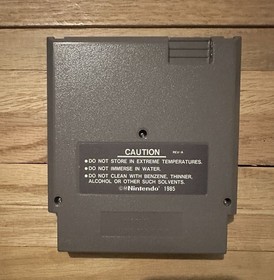 CAUTION REV-A
•DO NOT STORE IN EXTREME TEMPERATURES.
•DO NOT IMMERSE IN WATER.
•DO NOT CLEAN WITH BENZENE, THINNER,
ALCOHOL OR OTHER SUCH SOLVENTS.
©®Nintendo® 1985